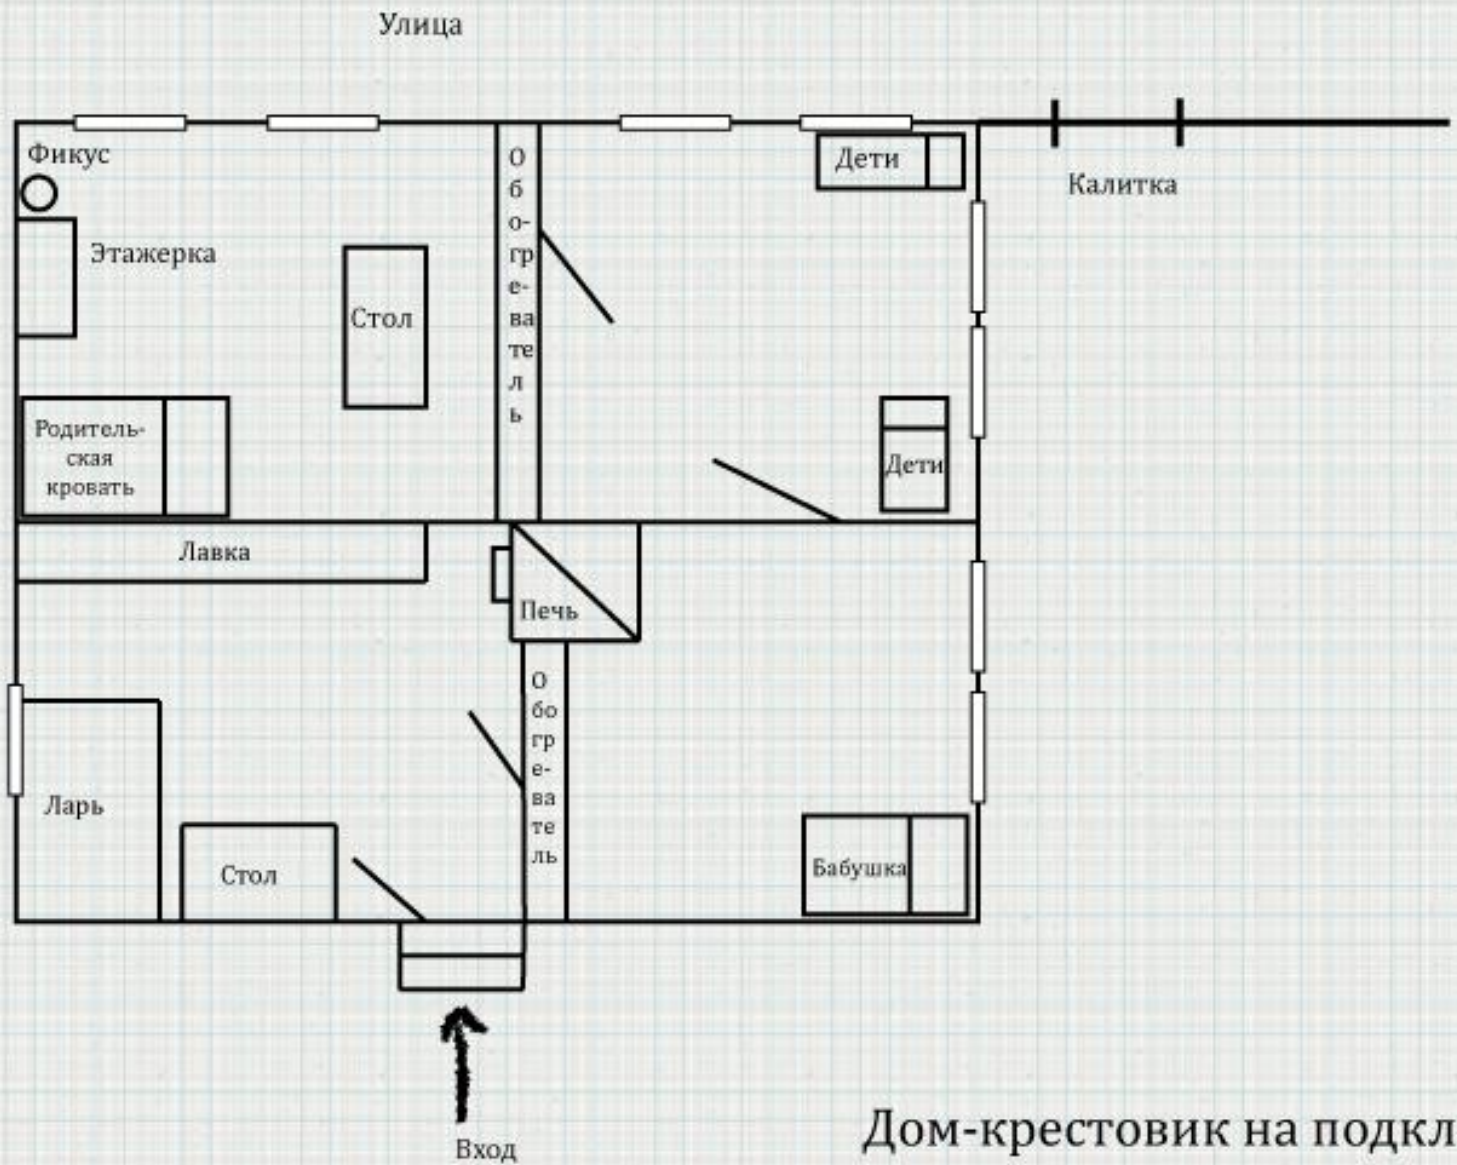 Улица
Фикус
Этажерка
Стол
Родитель-
ская
кровать
О
б
о-
гр
е-
ва
те
л
ь
Дети
Дети
Калитка
Лавка
Печь
О
бо
гр
е-
ва
те
ль
Ларь
Стол
Бабушка
Вход
Дом-крестовик на подкл